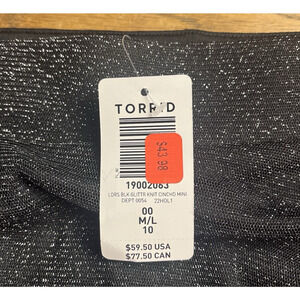 TORRID
$43.98
19002063
LDRS BLK GLITTR KNIT CINCHD MINI
DEPT 0054 22HOL1
00
M/L
10
$59.50 USA
$77.50 CAN